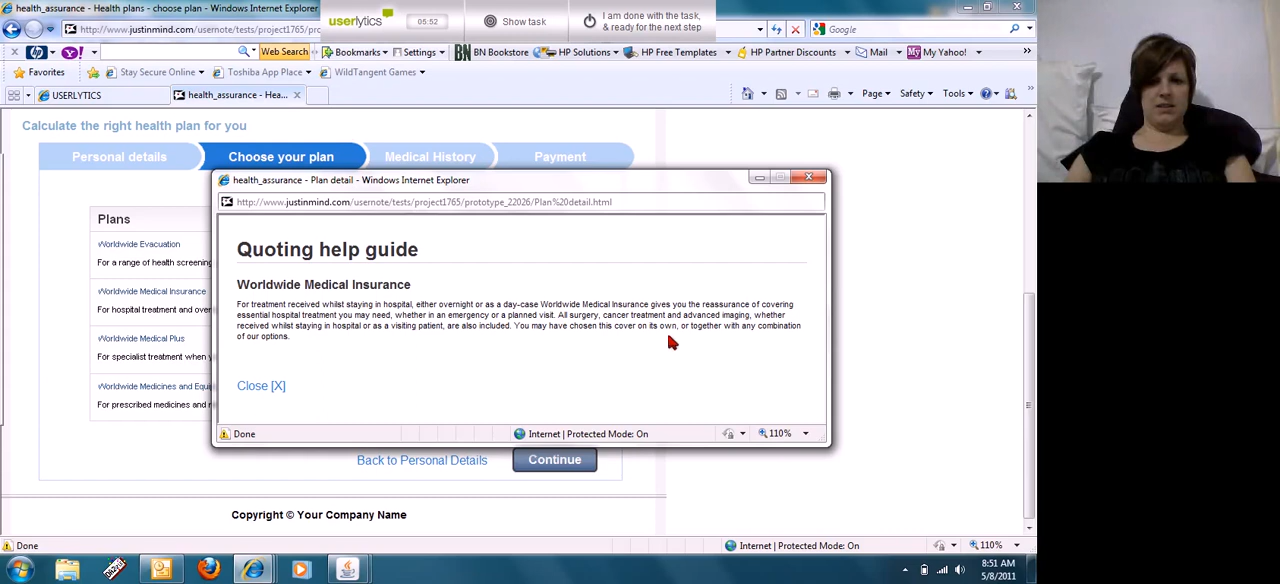 health_assurance - Health plans - choose plan - Windows Internet Explorer
userlytics
05:52
Show task
I am done with the task,
& ready for the next step
http://www.justinmind.com/usernote/tests/project1765/prc
Google
Web Search
Bookmarks
Settings
BN Bookstore
HP Solutions
HP Free Templates
HP Partner Discounts
Mail
My Yahoo!
Favorites
Stay Secure Online
Toshiba App Place
WildTangent Games
USERLYTICS
health_assurance - Hea...
Page
Safety
Tools
Calculate the right health plan for you
Personal details
Choose your plan
Medical History
Payment
health_assurance - Plan detail - Windows Internet Explorer
http://www.justinmind.com/usernote/tests/project1765/prototype_22026/Plan%20detail.html
Plans
Worldwide Evacuation
For a range of health screening
Worldwide Medical Insurance
For hospital treatment and over
Worldwide Medical Plus
For specialist treatment when
Worldwide Medicines and Equi
For prescribed medicines and
Quoting help guide
Worldwide Medical Insurance
For treatment received whilst staying in hospital, either overnight or as a day-case Worldwide Medical Insurance gives you the reassurance of covering
essential hospital treatment you may need, whether in an emergency or a planned visit. All surgery, cancer treatment and advanced imaging, whether
received whilst staying in hospital or as a visiting patient, are also included. You may have chosen this cover on its own, or together with any combination
of our options.
Close [X]
Done
Internet | Protected Mode: On
110%
Back to Personal Details
Continue
Copyright © Your Company Name
Done
Internet | Protected Mode: On
110%
8:51 AM
5/8/2011